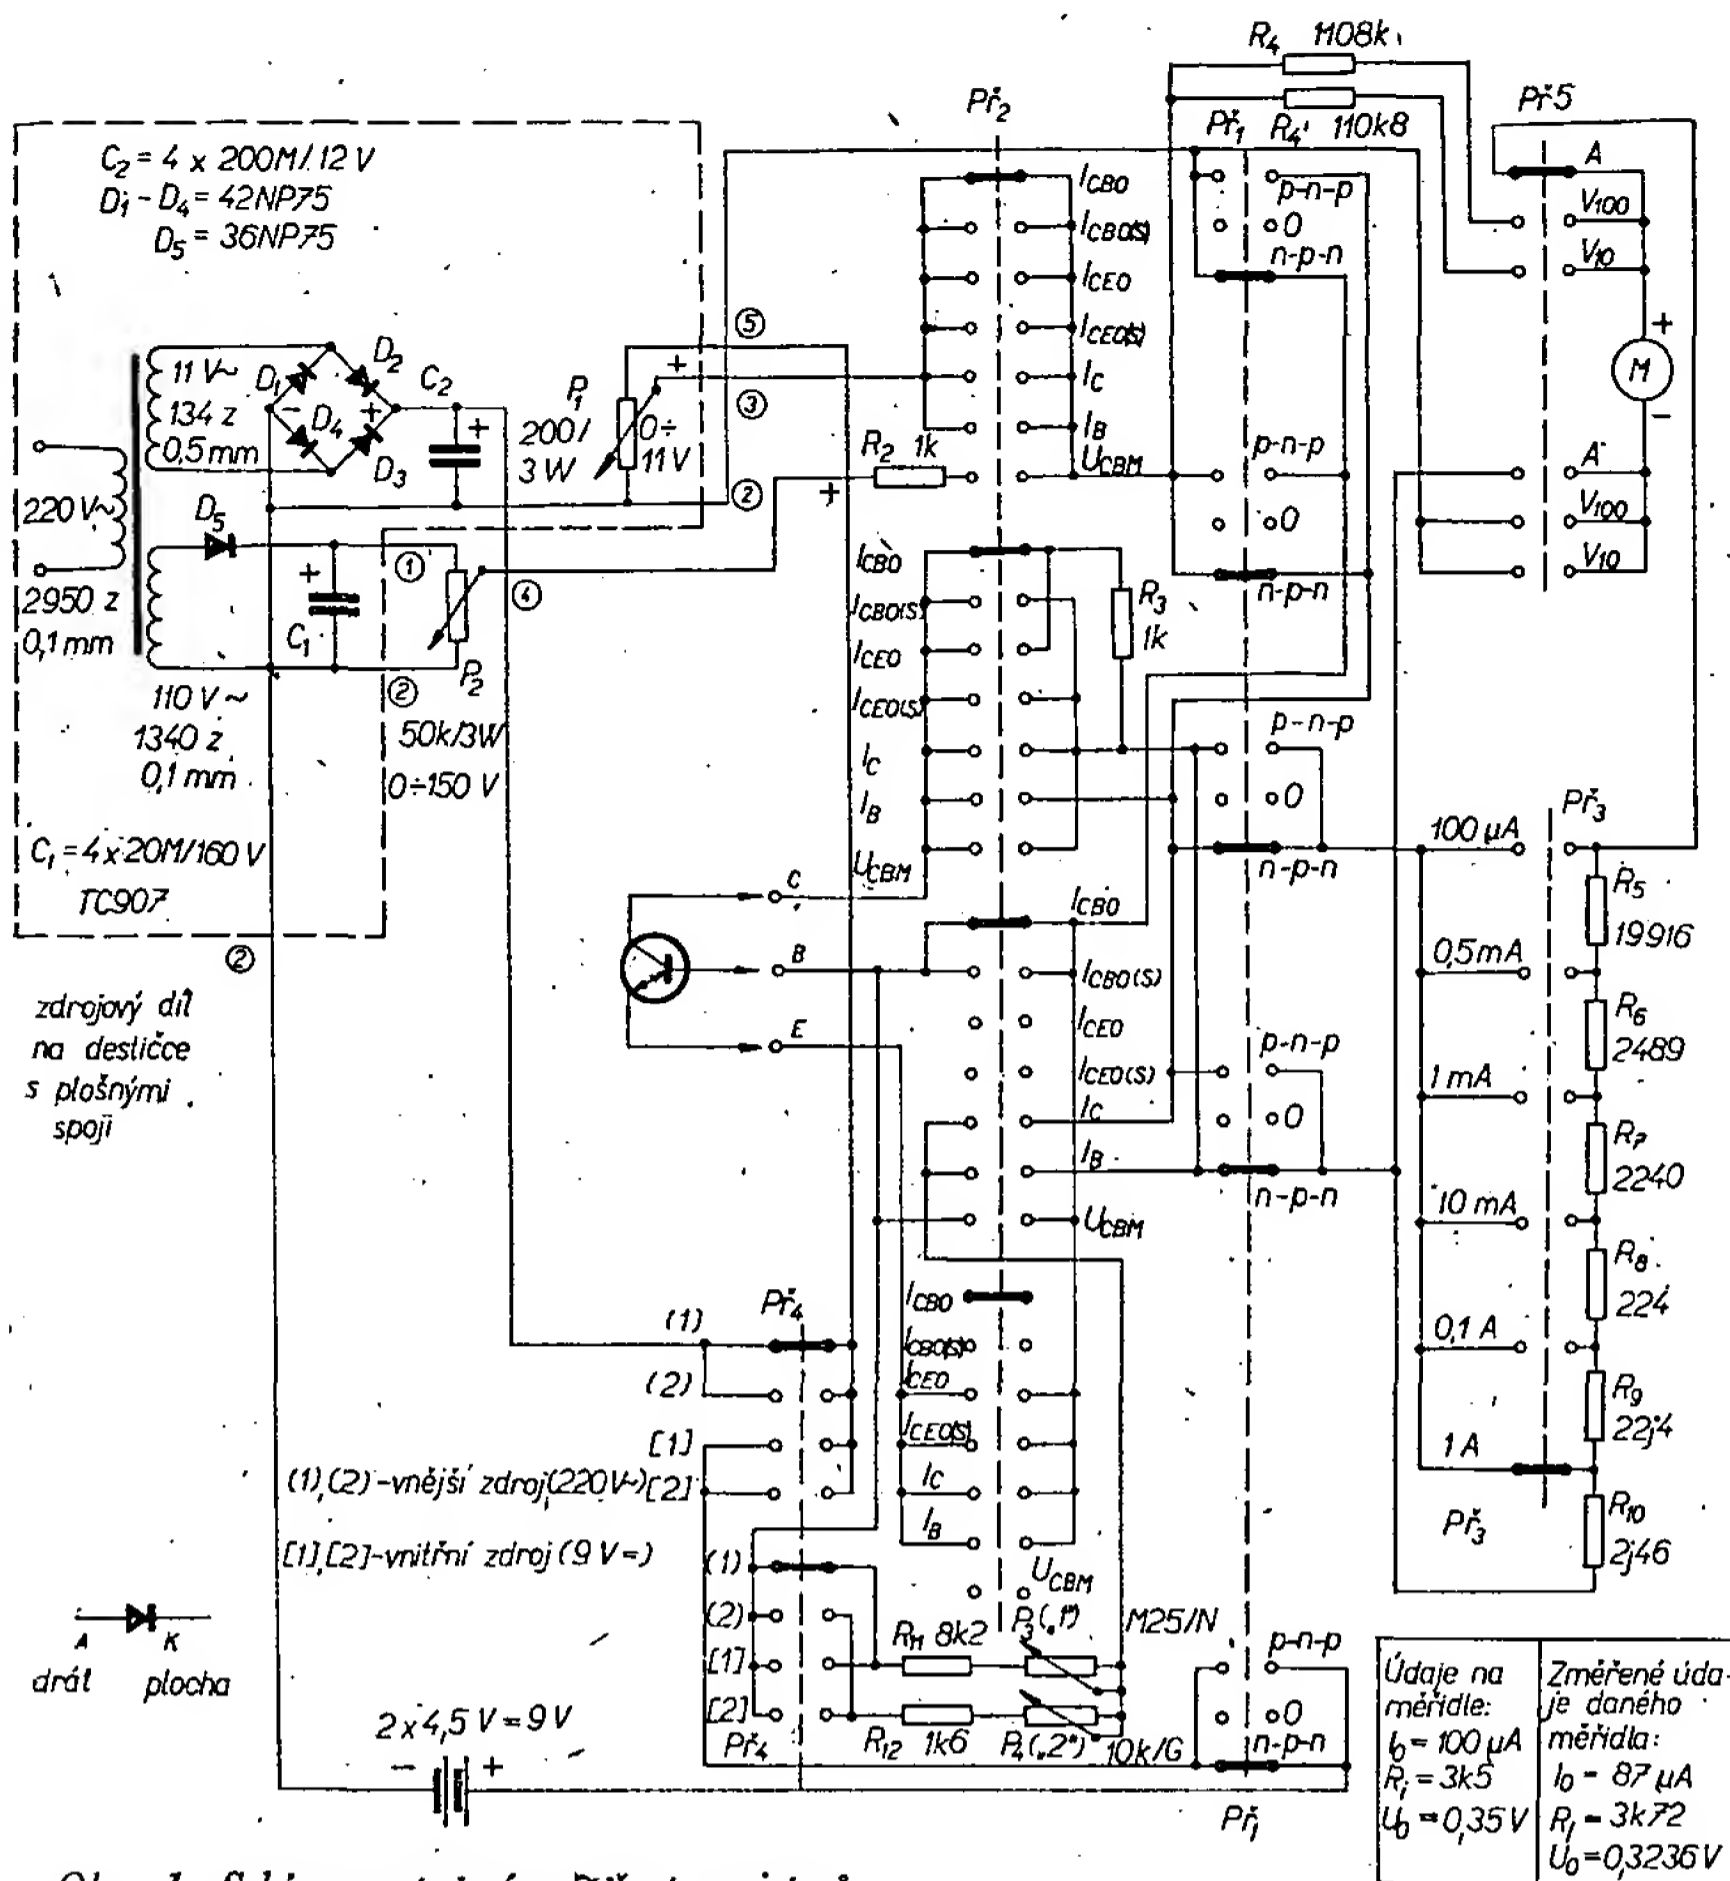 R4 1M08k
Př2
Př5
Př1 R4' 110k8
C2 = 4 x 200M/12 V
D1 - D4 = 42NP75
D5 = 36NP75
ICBO
p-n-p
A
ICBO(S)
0
V100
ICEO
n-p-n
V10
ICEO(S)
5
+
11 V~
D1
D2
C2
+
M
134 z
D4
- +
+
P1
3
IC
-
0,5 mm
D3
200/
3 W
0÷
11 V
R2 1k
IB
p-n-p
UCBM
A
220 V~
2
+
0
V100
D5
ICBO
V10
1
n-p-n
2950 z
0,1 mm
+
C1
4
ICBO(S)
R3
1k
ICEO
2
P2
110 V ~
1340 z
0,1 mm
50k/3W
0÷150 V
ICEO(S)
p-n-p
IC
0
Př3
IB
100 µA
C1 = 4 x 20M/160 V
TC907
UCBM
n-p-n
R5
19916
C
ICBO
2
B
ICBO(S)
0,5mA
zdrojový díl
na destičce
s plošnými
spoji
ICEO
R6
2489
E
p-n-p
ICEO(S)
1 mA
IC
0
R7
2240
IB
n-p-n
10 mA
UCBM
R8
224
ICBO
Př4
(1)
ICBO(S)
0,1 A
(2)
ICEO
R9
22j4
[1]
ICEO(S)
1 A
(1),(2)-vnější zdroj(220V~)
[2]
IC
Př3
R10
2j46
IB
[1],[2]-vnitřní zdroj (9 V=)
(1)
UCBM
(2)
P3(„1") M25/N
A K
drát plocha
R11 8k2
p-n-p
[1]
[2]
0
2 x 4,5 V = 9 V
Př4
R12 1k6 P4(„2") 10k/G
n-p-n
- +
Př1
Údaje na
měřidle:
I0 = 100 µA
Ri = 3k5
U0 = 0,35 V
Změřené úda-
je daného
měřidla:
I0 = 87 µA
Ri = 3k72
U0 = 0,3236 V